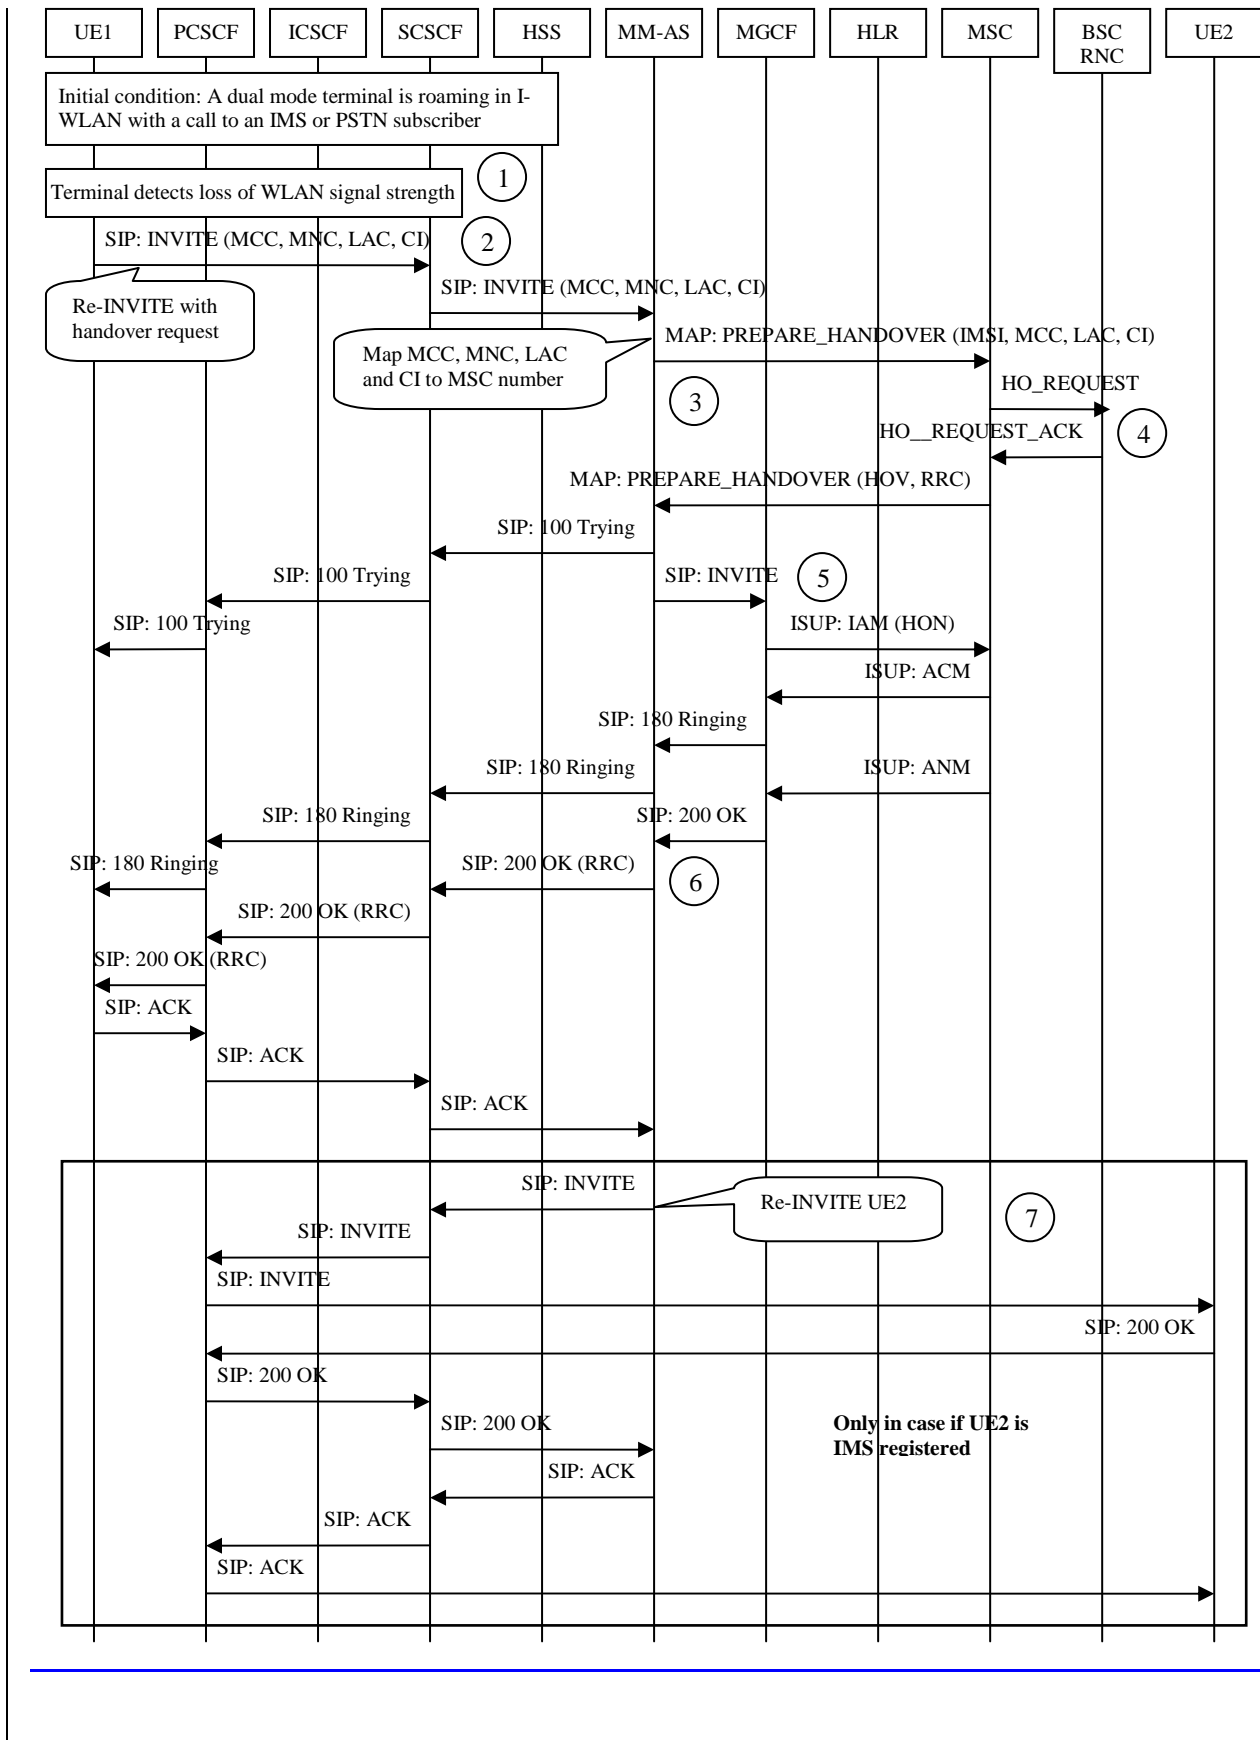 UE1 PCSCF ICSCF SCSCF HSS MM-AS MGCF HLR MSC BSC UE2
RNC
Initial condition: A dual mode terminal is roaming in I-
WLAN with a call to an IMS or PSTN subscriber
1
Terminal detects loss of WLAN signal strength
SIP: INVITE (MCC, MNC, LAC, CI)
2
SIP: INVITE (MCC, MNC, LAC, CI)
Re-INVITE with
handover request
MAP: PREPARE_HANDOVER (IMSI, MCC, LAC, CI)
Map MCC, MNC, LAC
and CI to MSC number
HO_REQUEST
3
HO__REQUEST_ACK
4
MAP: PREPARE_HANDOVER (HOV, RRC)
SIP: 100 Trying
SIP: 100 Trying
SIP: INVITE
5
SIP: 100 Trying
ISUP: IAM (HON)
ISUP: ACM
SIP: 180 Ringing
SIP: 180 Ringing
ISUP: ANM
SIP: 180 Ringing
SIP: 200 OK
SIP: 180 Ringing
SIP: 200 OK (RRC)
6
SIP: 200 OK (RRC)
SIP: 200 OK (RRC)
SIP: ACK
SIP: ACK
SIP: ACK
SIP: INVITE
Re-INVITE UE2
7
SIP: INVITE
SIP: INVITE
SIP: 200 OK
SIP: 200 OK
SIP: 200 OK
Only in case if UE2 is
IMS registered
SIP: ACK
SIP: ACK
SIP: ACK